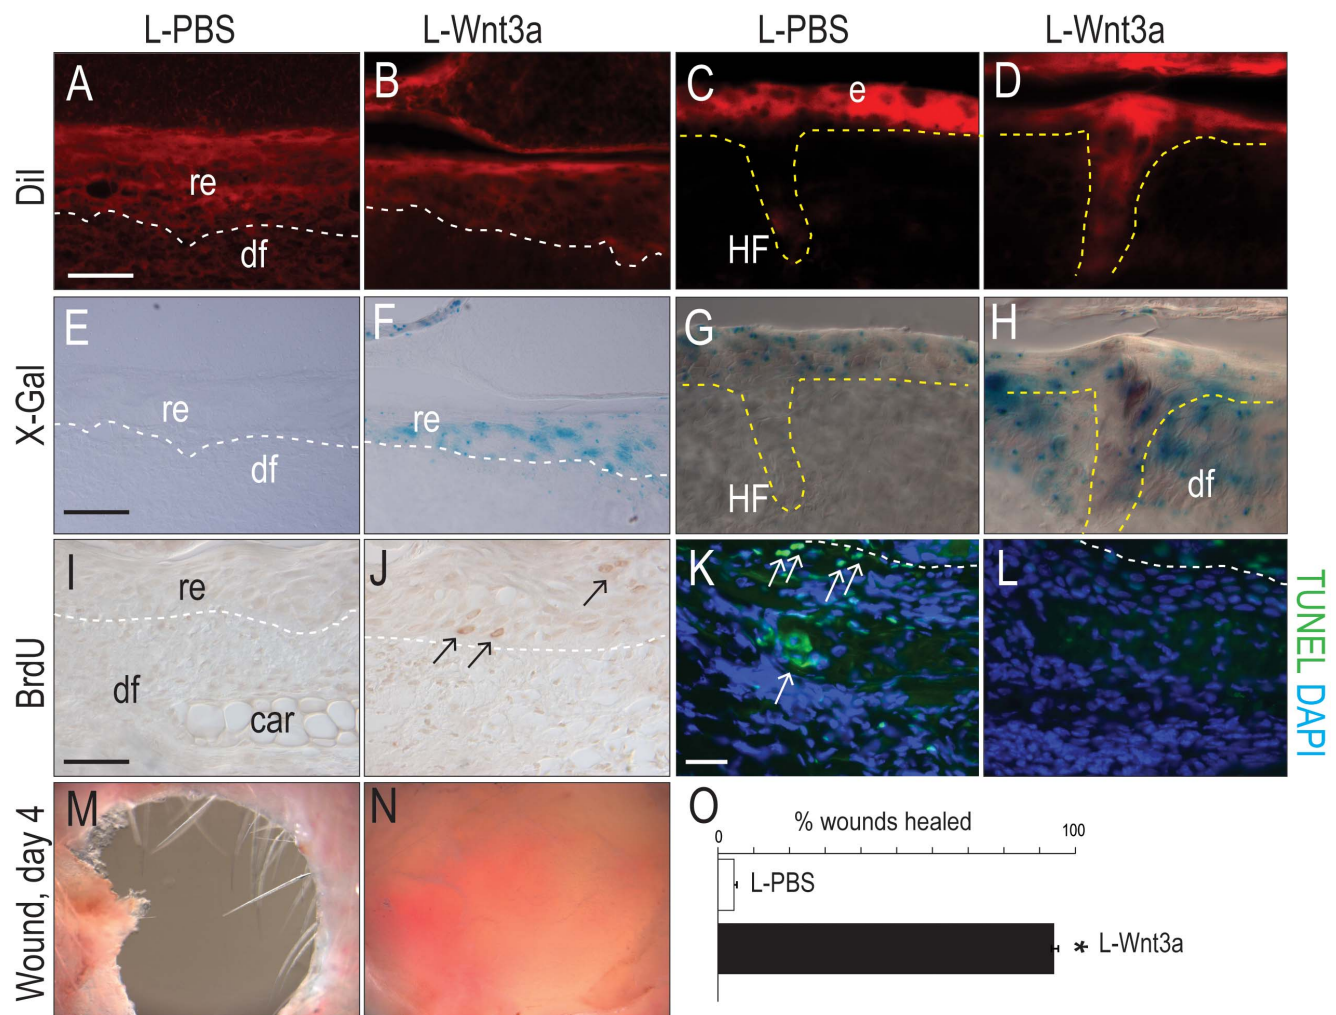 L-PBS L-Wnt3a L-PBS L-Wnt3a
DiI
A re df
B
C e HF
D
X-Gal
E re df
F re
G HF
H df
BrdU
I re df car
J
K
L
TUNEL DAPI
Wound, day 4
M
N
O
% wounds healed
0 100
L-PBS
* L-Wnt3a